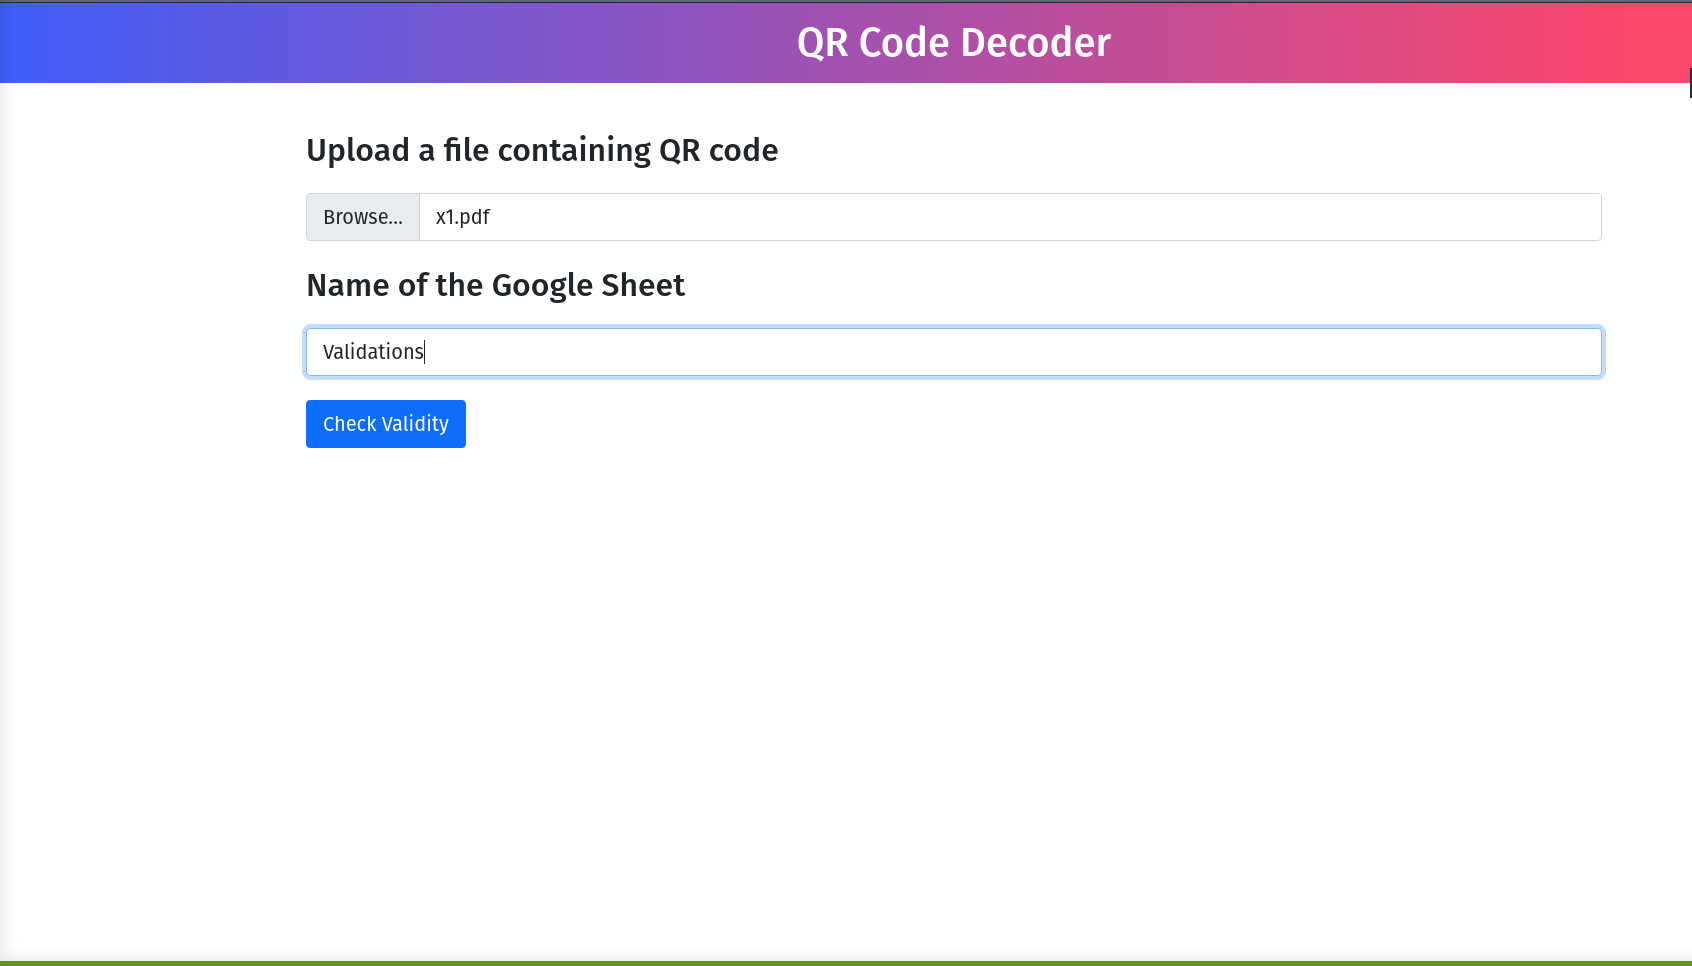 QR Code Decoder
Upload a file containing QR code
Browse... x1.pdf
Name of the Google Sheet
Validations
Check Validity